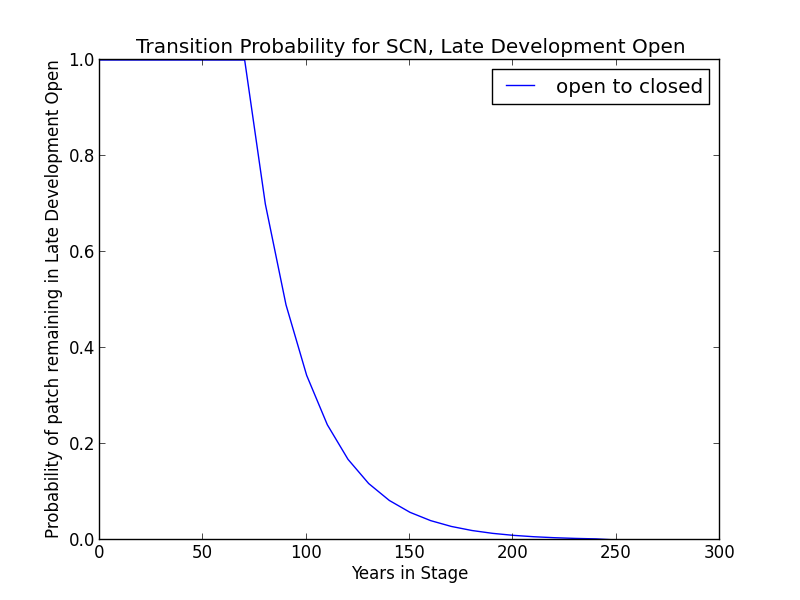 Transition Probability for SCN, Late Development Open
open to closed
Probability of patch remaining in Late Development Open
1.0
0.8
0.6
0.4
0.2
0.0
0 50 100 150 200 250 300
Years in Stage